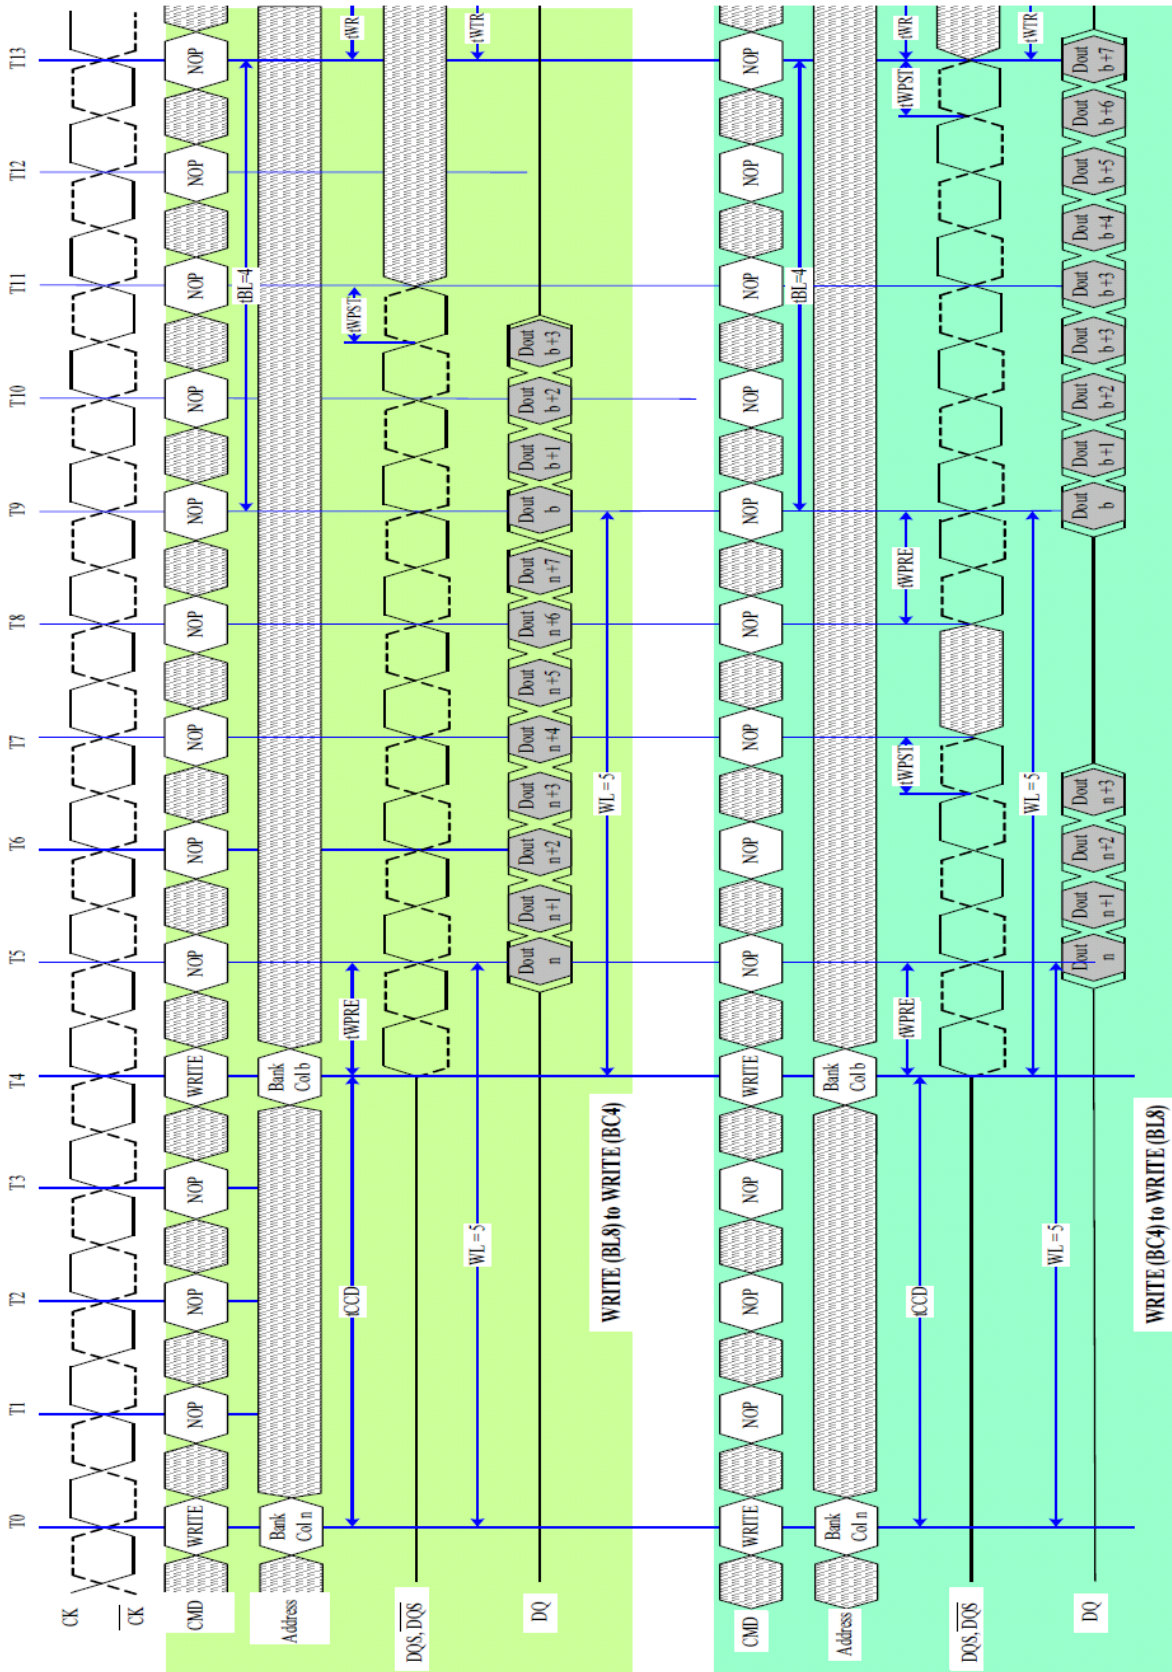 T0 T1 T2 T3 T4 T5 T6 T7 T8 T9 T10 T11 T12 T13
CK
C̅K̅
CMD WRITE NOP NOP NOP WRITE NOP NOP NOP NOP NOP NOP NOP NOP NOP
tBL=4
Address Bank Bank
Col n Col b
tCCD tWPRE tWPST tWR
DQS, D̅Q̅S̅
WL = 5 tWTR
DQ Dout Dout Dout Dout Dout Dout Dout Dout Dout Dout Dout Dout
n n+1 n+2 n+3 n+4 n+5 n+6 n+7 b b+1 b+2 b+3
WL = 5
WRITE (BL8) to WRITE (BC4)
CMD WRITE NOP NOP NOP WRITE NOP NOP NOP NOP NOP NOP NOP NOP NOP
tBL=4
Address Bank Bank
Col n Col b
tCCD tWPRE tWPST tWPRE tWPST tWR
DQS, D̅Q̅S̅
WL = 5 tWTR
WL = 5
DQ Dout Dout Dout Dout Dout Dout Dout Dout Dout Dout Dout Dout Dout
n n+1 n+2 n+3 b b+1 b+2 b+3 b+3 b+4 b+5 b+6 b+7
WRITE (BC4) to WRITE (BL8)